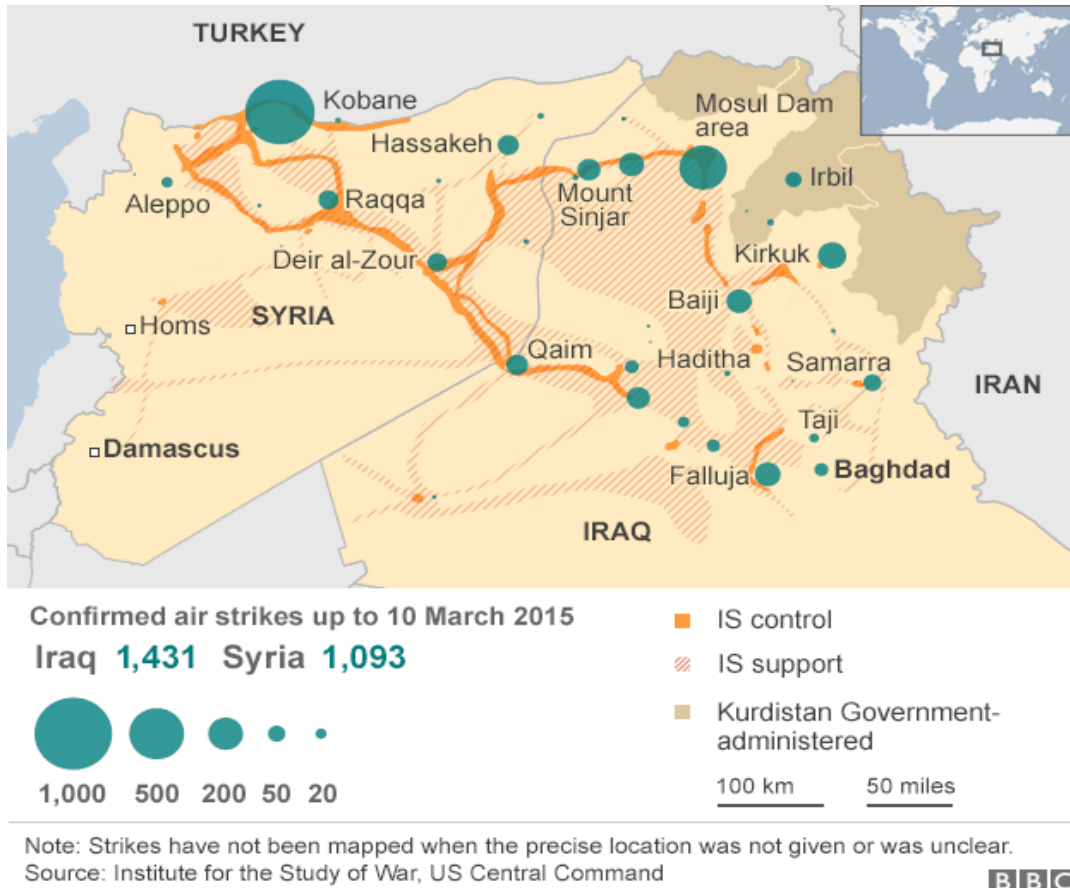 TURKEY
Kobane
Mosul Dam
area
Hassakeh
Irbil
Mount
Sinjar
Aleppo
Raqqa
Kirkuk
Deir al-Zour
Baiji
SYRIA
Homs
Qaim
Haditha
Samarra
IRAN
Taji
Damascus
Falluja
Baghdad
IRAQ
Confirmed air strikes up to 10 March 2015
Iraq 1,431 Syria 1,093
1,000 500 200 50 20
IS control
IS support
Kurdistan Government-
administered
100 km 50 miles
Note: Strikes have not been mapped when the precise location was not given or was unclear.
Source: Institute for the Study of War, US Central Command
BBC